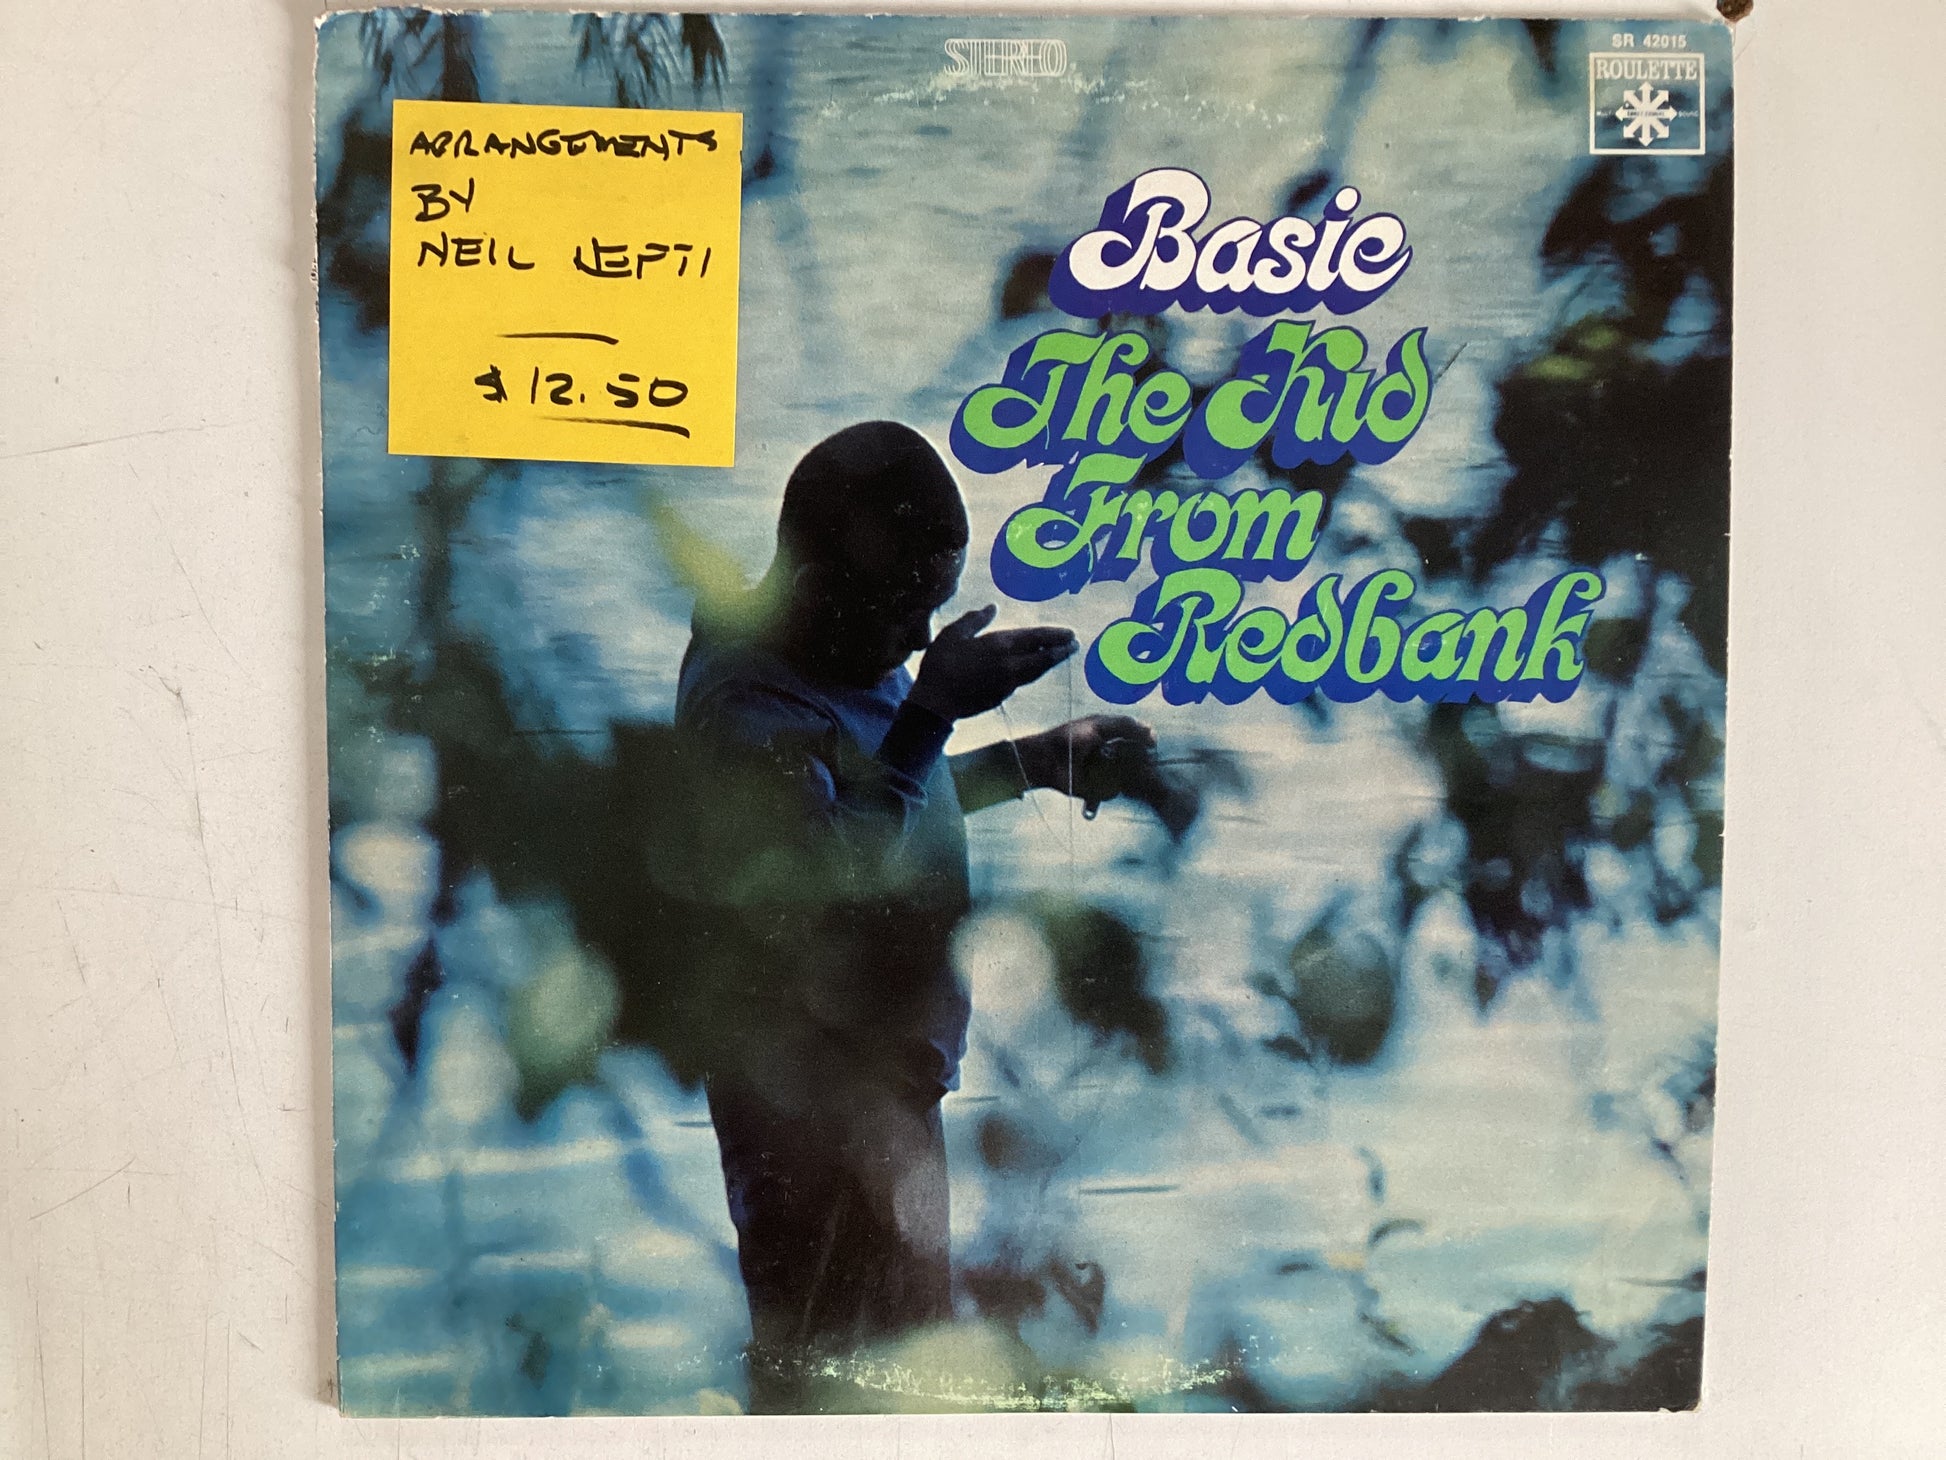 STEREO
SR 42015
ROULETTE
ARRANGEMENTS
BY
NEIL HEFTI
$12.50
Basie
The Kid
From
Redbank